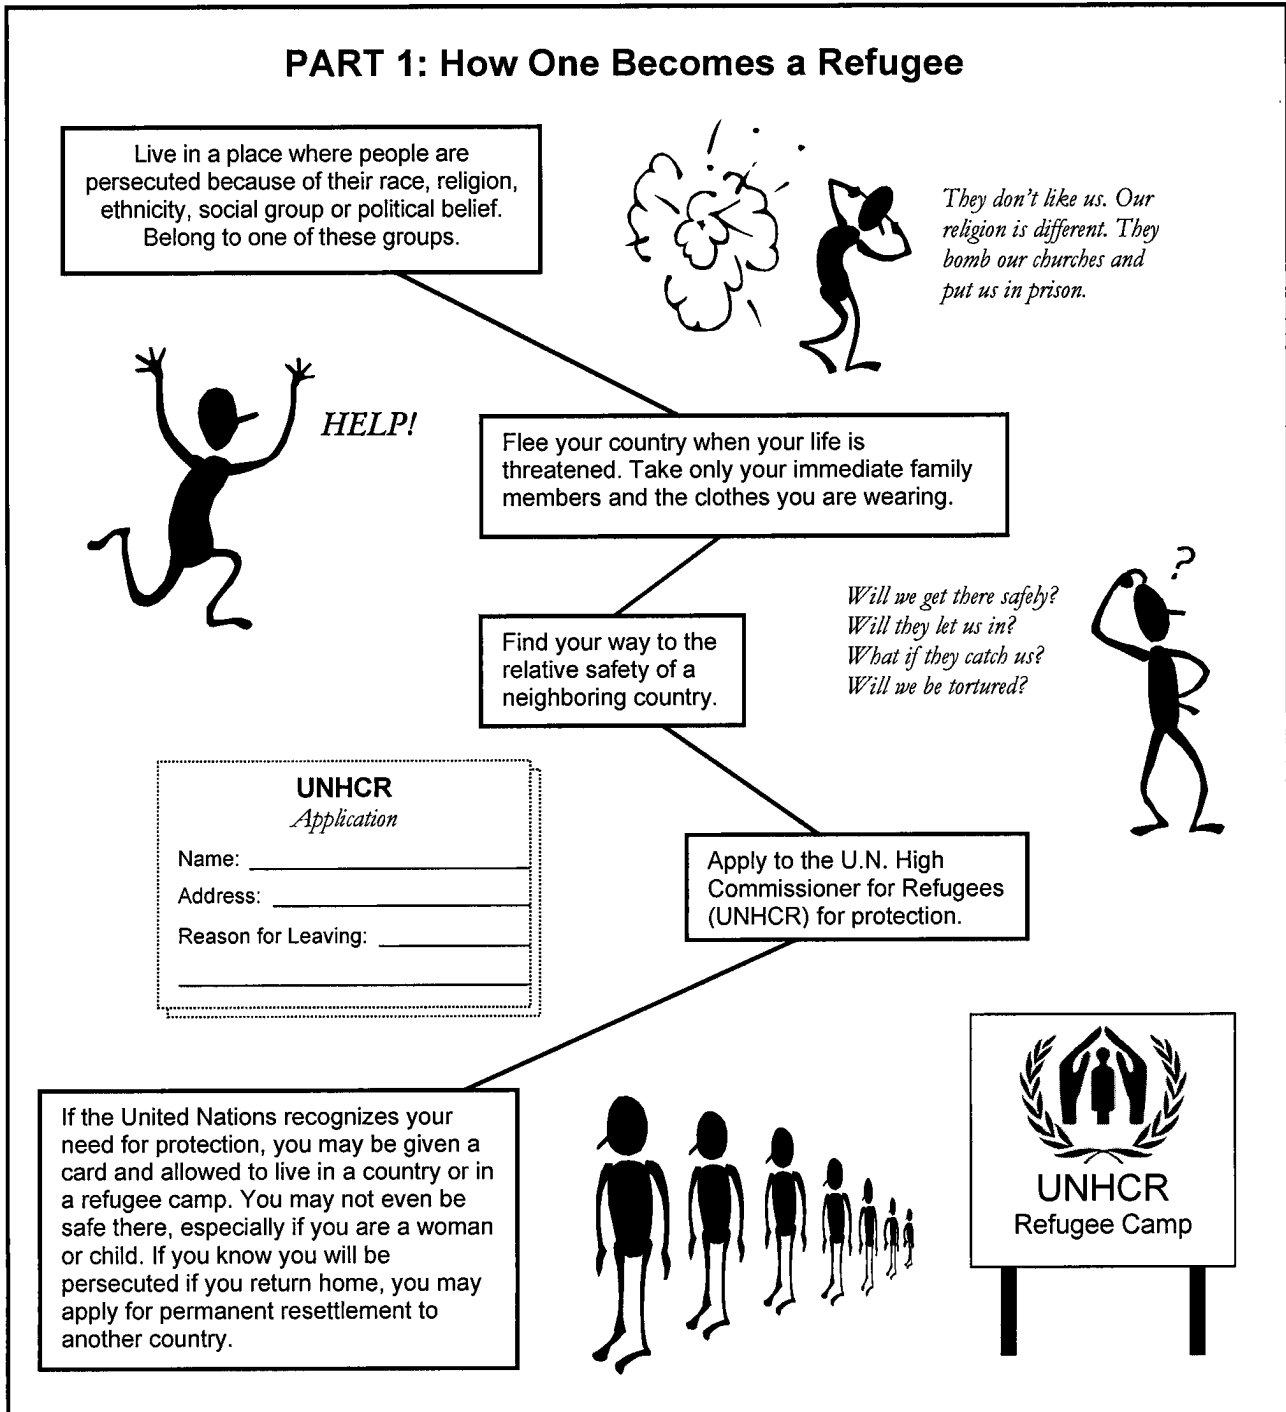 PART 1: How One Becomes a Refugee
Live in a place where people are
persecuted because of their race, religion,
ethnicity, social group or political belief.
Belong to one of these groups.
They don't like us. Our
religion is different. They
bomb our churches and
put us in prison.
HELP!
Flee your country when your life is
threatened. Take only your immediate family
members and the clothes you are wearing.
Will we get there safely?
Will they let us in?
What if they catch us?
Will we be tortured?
?
Find your way to the
relative safety of a
neighboring country.
UNHCR
Application
Name:
Address:
Reason for Leaving:
Apply to the U.N. High
Commissioner for Refugees
(UNHCR) for protection.
If the United Nations recognizes your
need for protection, you may be given a
card and allowed to live in a country or in
a refugee camp. You may not even be
safe there, especially if you are a woman
or child. If you know you will be
persecuted if you return home, you may
apply for permanent resettlement to
another country.
UNHCR
Refugee Camp